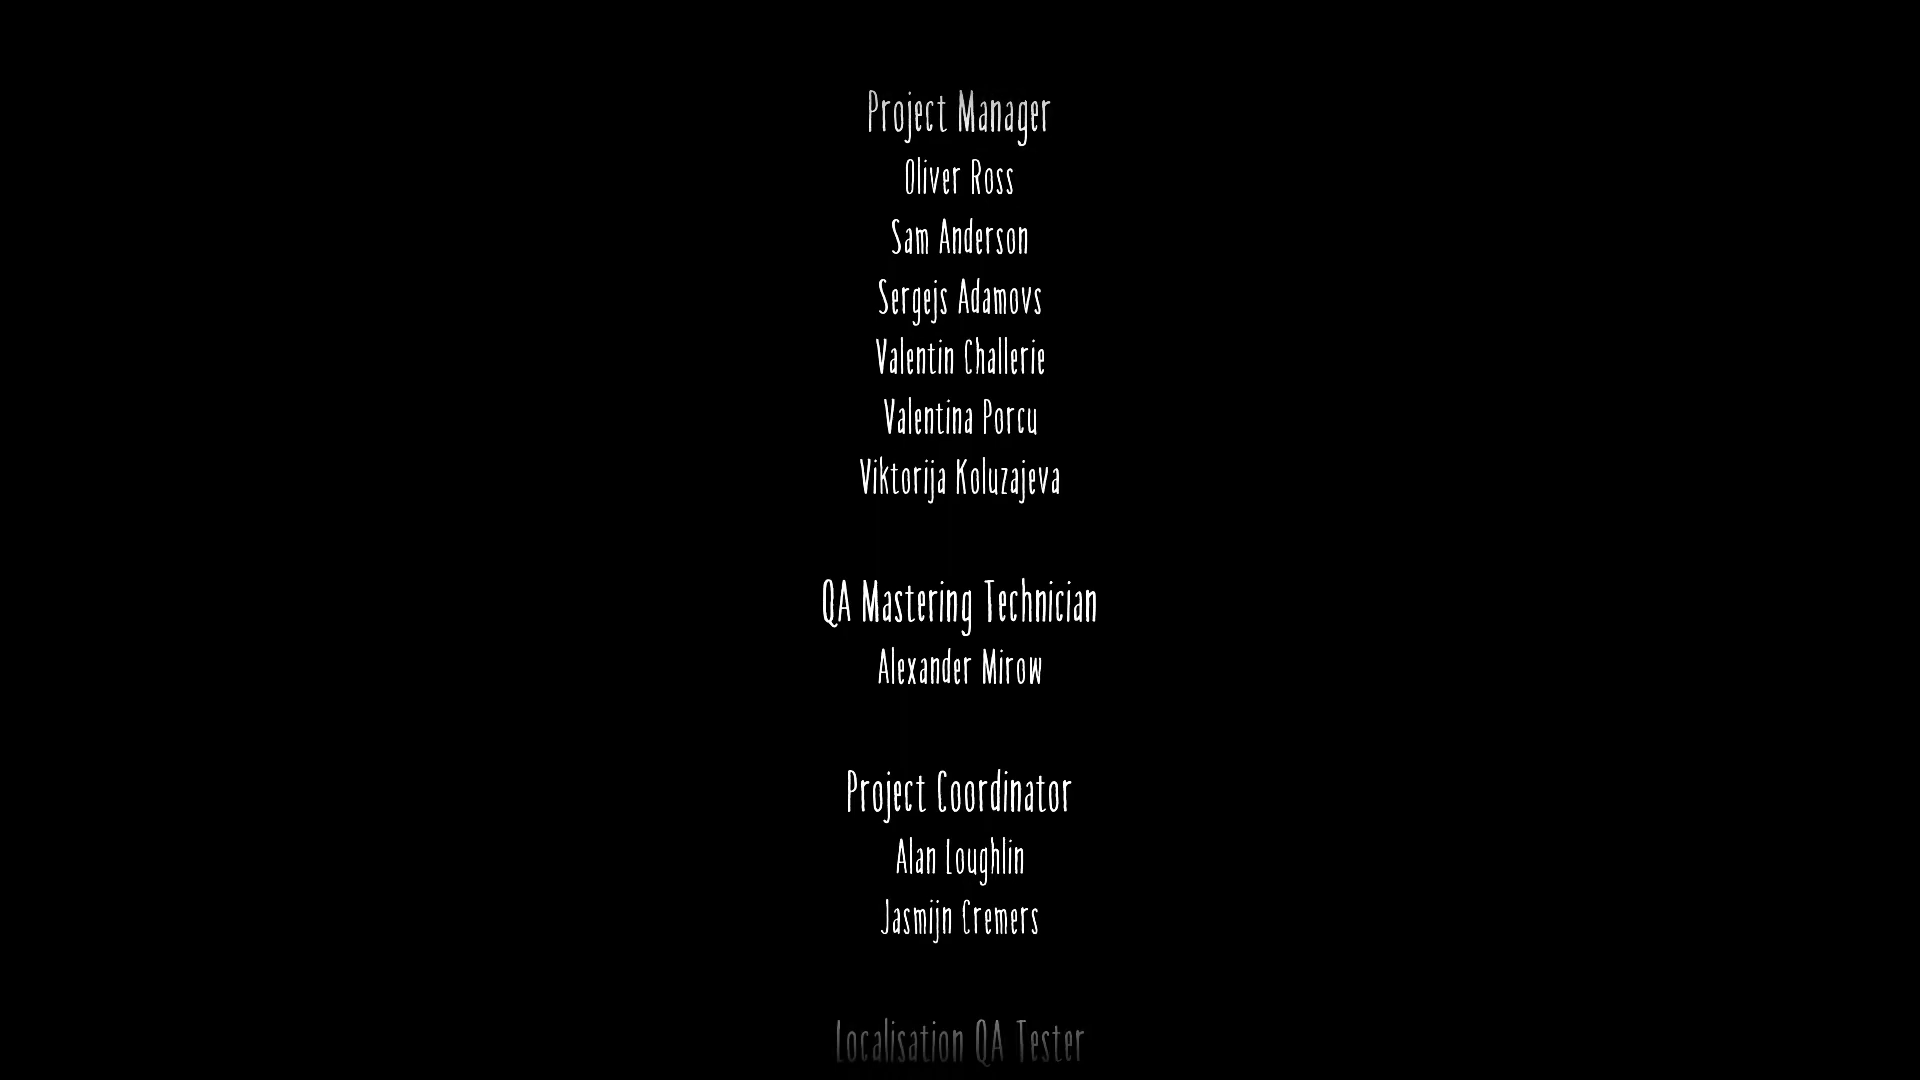 Project Manager
Oliver Ross
Sam Anderson
Sergejs Adamovs
Valentin Challerie
Valentina Porcu
Viktorija Koluzajeva
QA Mastering Technician
Alexander Mirow
Project Coordinator
Alan Loughlin
Jasmijn Cremers
Localisation QA Tester